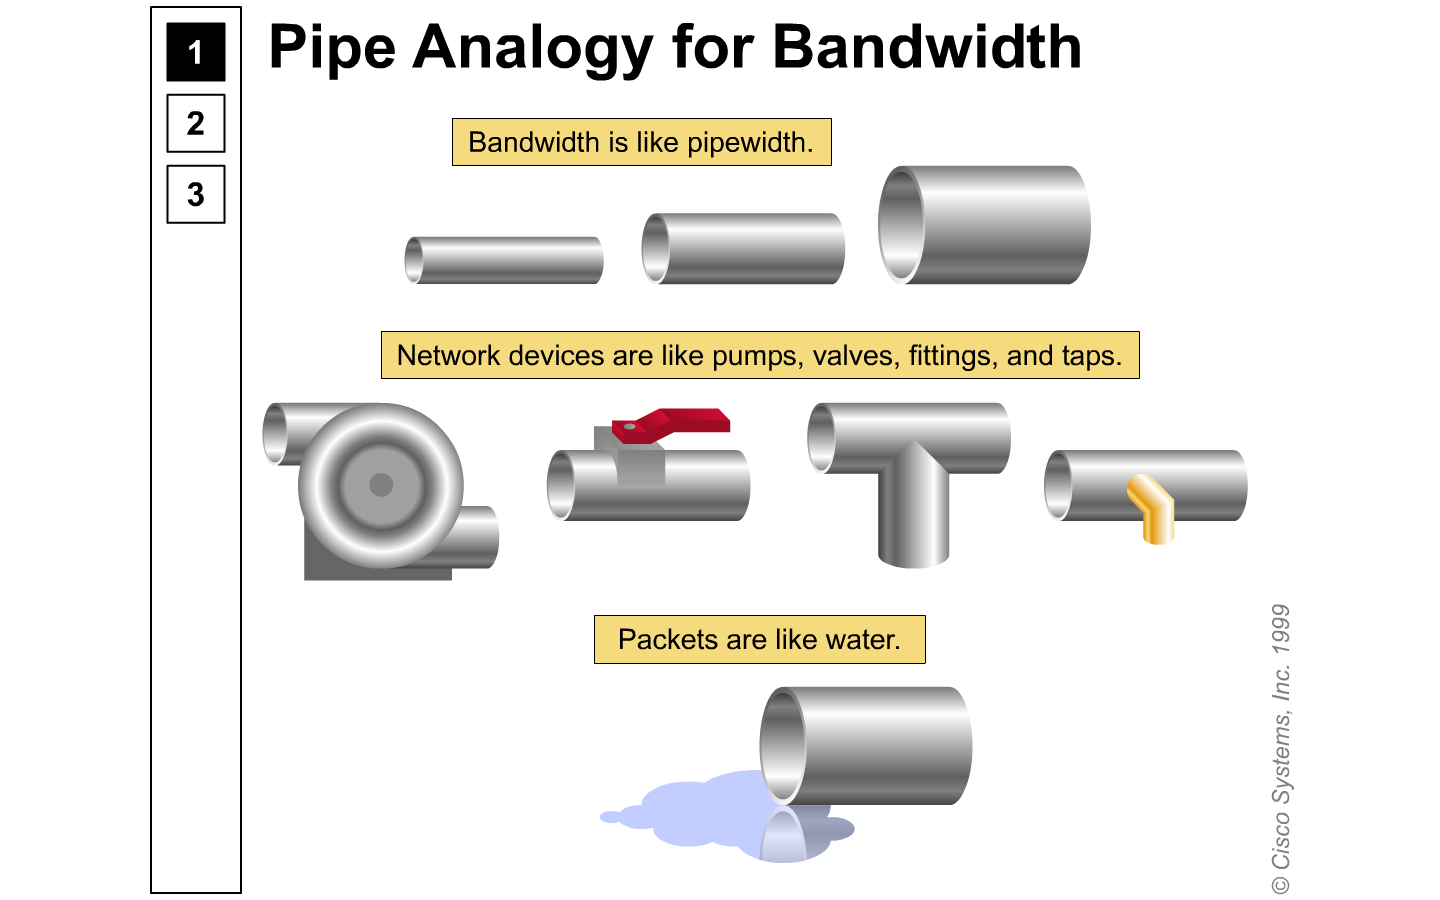 1
2
3
Pipe Analogy for Bandwidth
Bandwidth is like pipewidth.
Network devices are like pumps, valves, fittings, and taps.
Packets are like water.
© Cisco Systems, Inc. 1999